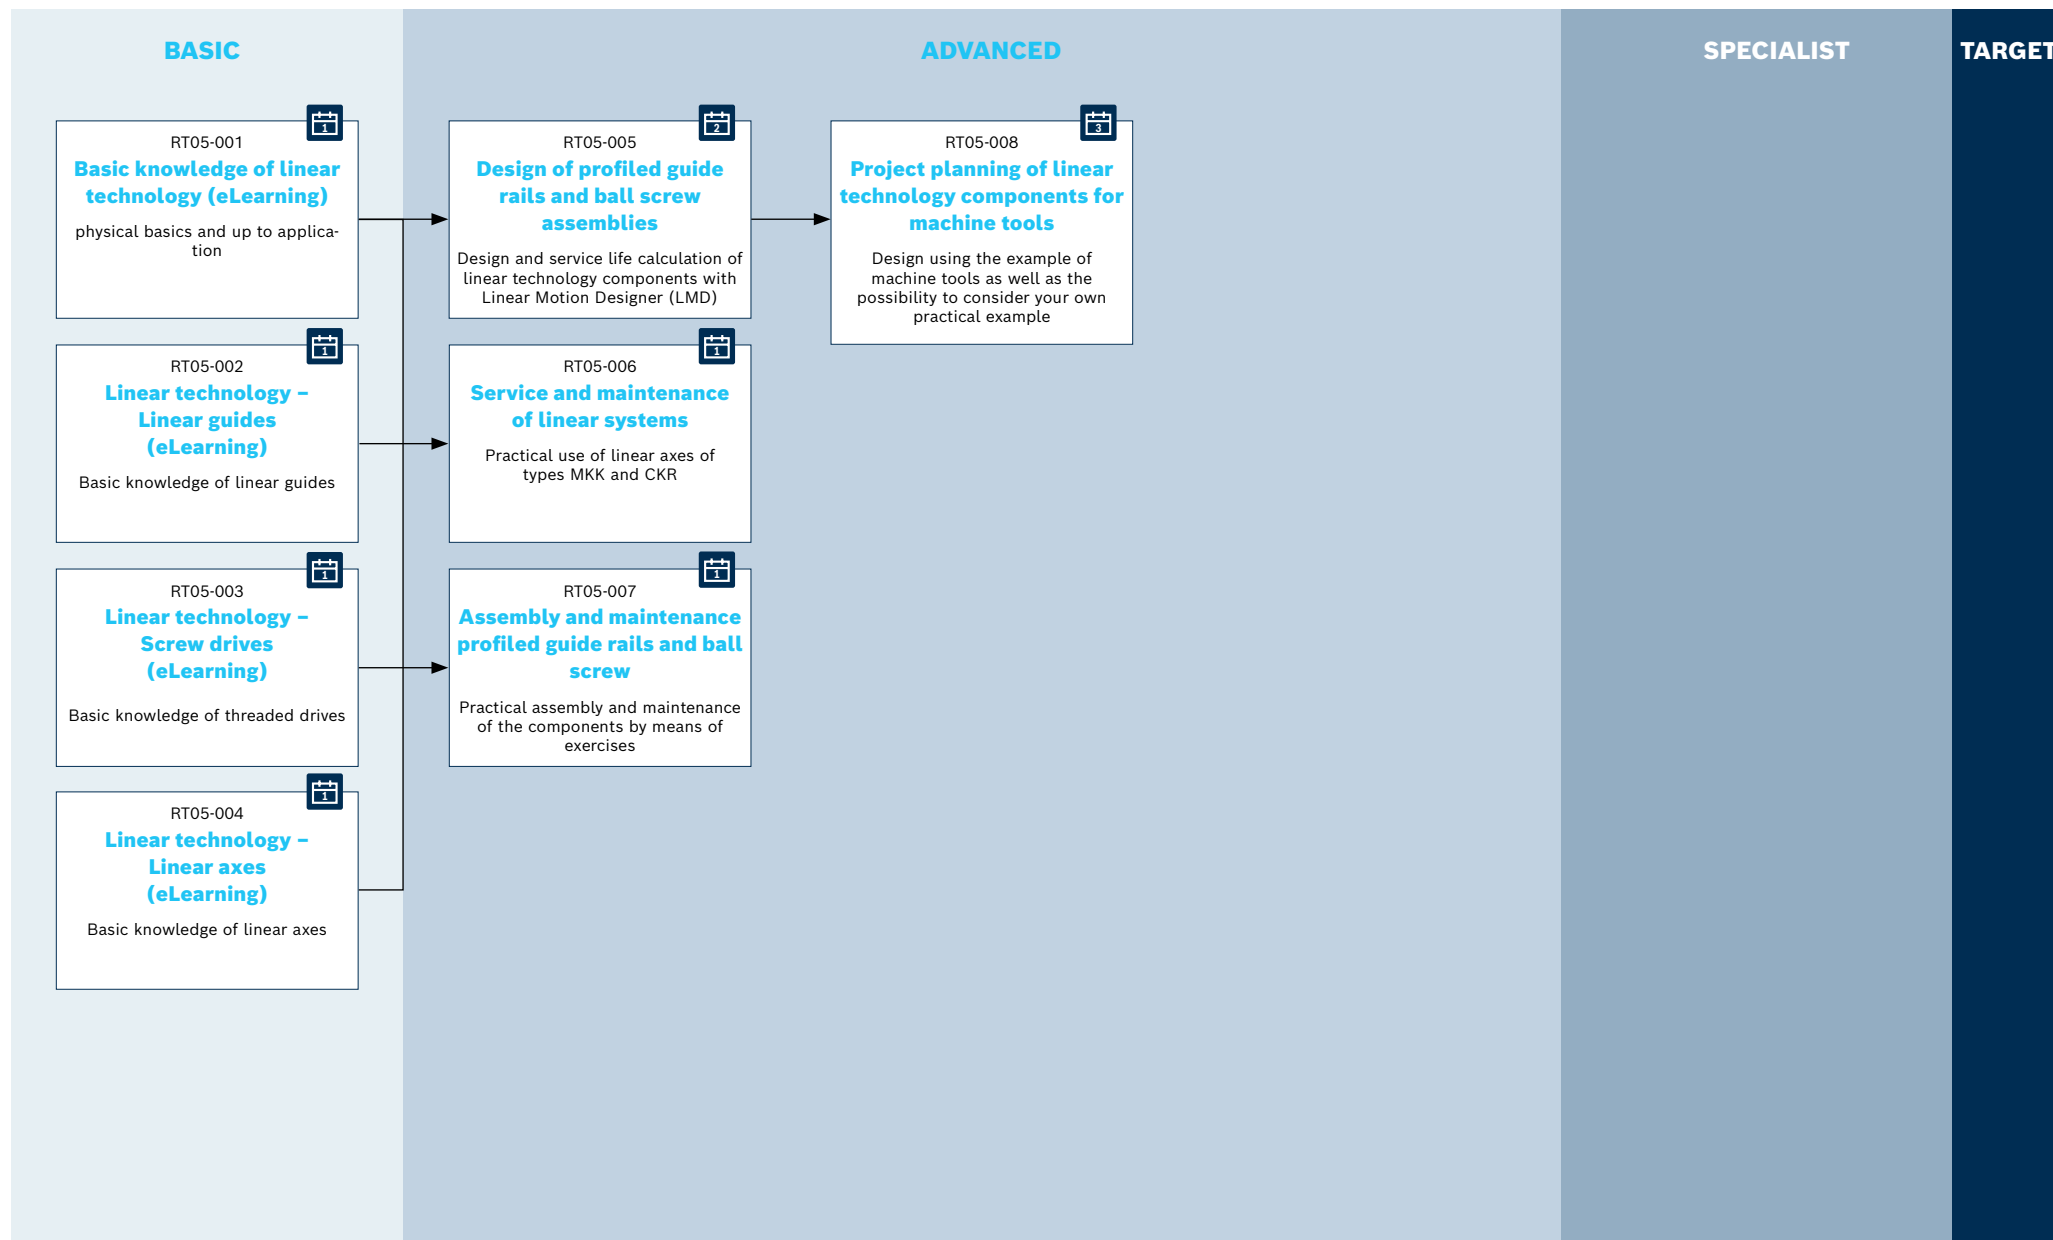 BASIC
ADVANCED
SPECIALIST
TARGET
1
RT05-001
Basic knowledge of linear
technology (eLearning)
physical basics and up to applica-
tion
2
RT05-005
Design of profiled guide
rails and ball screw
assemblies
Design and service life calculation of
linear technology components with
Linear Motion Designer (LMD)
3
RT05-008
Project planning of linear
technology components for
machine tools
Design using the example of
machine tools as well as the
possibility to consider your own
practical example
1
RT05-002
Linear technology –
Linear guides
(eLearning)
Basic knowledge of linear guides
1
RT05-006
Service and maintenance
of linear systems
Practical use of linear axes of
types MKK and CKR
1
RT05-003
Linear technology –
Screw drives
(eLearning)
Basic knowledge of threaded drives
1
RT05-007
Assembly and maintenance
profiled guide rails and ball
screw
Practical assembly and maintenance
of the components by means of
exercises
1
RT05-004
Linear technology –
Linear axes
(eLearning)
Basic knowledge of linear axes